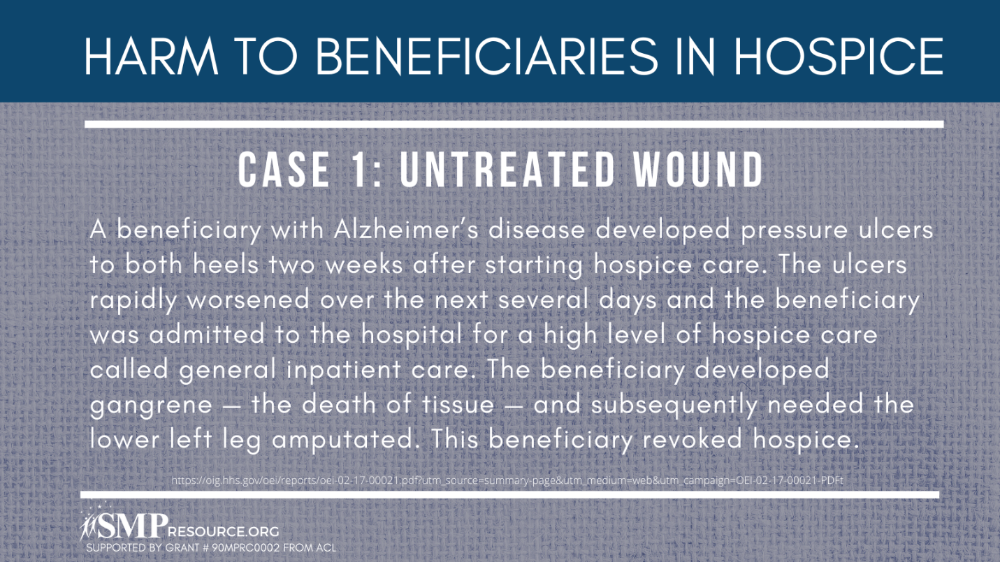 HARM TO BENEFICIARIES IN HOSPICE
CASE 1: UNTREATED WOUND
A beneficiary with Alzheimer’s disease developed pressure ulcers
to both heels two weeks after starting hospice care. The ulcers
rapidly worsened over the next several days and the beneficiary
was admitted to the hospital for a high level of hospice care
called general inpatient care. The beneficiary developed
gangrene — the death of tissue — and subsequently needed the
lower left leg amputated. This beneficiary revoked hospice.
https://oig.hhs.gov/oei/reports/oei-02-17-00021.pdf?utm_source=summary-page&utm_medium=web&utm_campaign=OEI-02-17-00021-PDFt
SMPRESOURCE.ORG
SUPPORTED BY GRANT # 90MPRC0002 FROM ACL